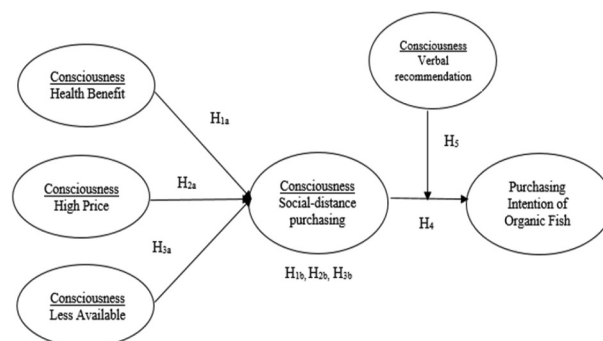 Consciousness
Health Benefit
Consciousness
High Price
Consciousness
Less Available
H1a
H2a
H3a
Consciousness
Social-distance
purchasing
H1b, H2b, H3b
Consciousness
Verbal
recommendation
H5
H4
Purchasing
Intention of
Organic Fish